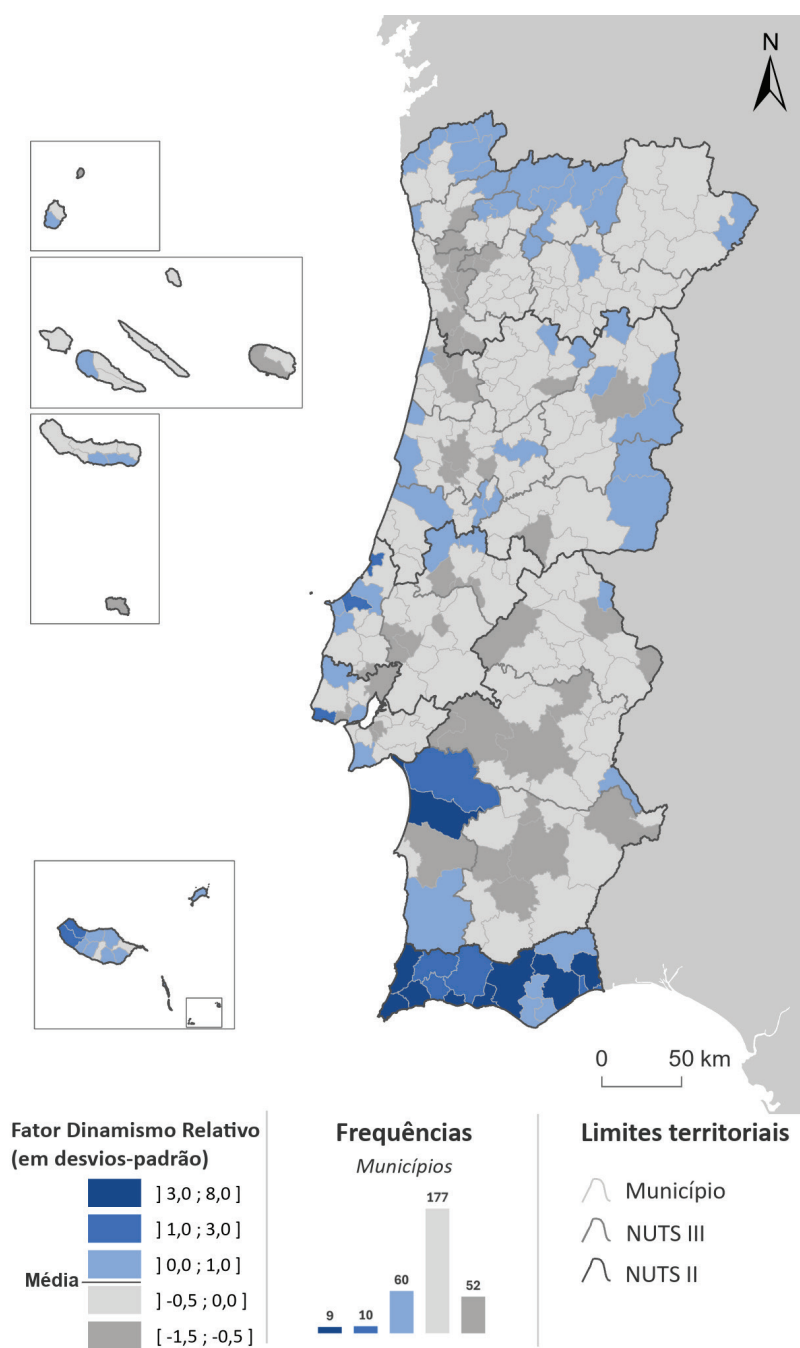 N
0 50 km
Fator Dinamismo Relativo
(em desvios-padrão)
] 3,0 ; 8,0 ]
] 1,0 ; 3,0 ]
] 0,0 ; 1,0 ]
Média
] -0,5 ; 0,0 ]
[ -1,5 ; -0,5 ]
Frequências
Municípios
9
10
60
177
52
Limites territoriais
Município
NUTS III
NUTS II